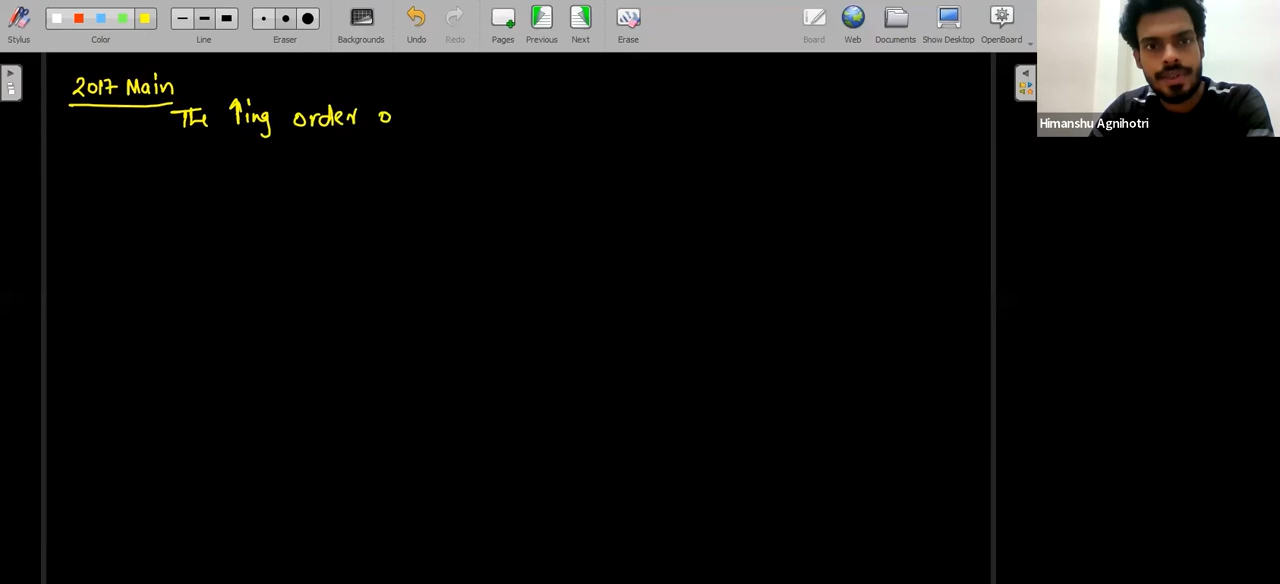 Stylus
Color
Line
Eraser
Backgrounds
Undo
Redo
Pages
Previous
Next
Erase
Board
Web
Documents
Show Desktop
OpenBoard
Himanshu Agnihotri
2017 Main
The ↑ing order o